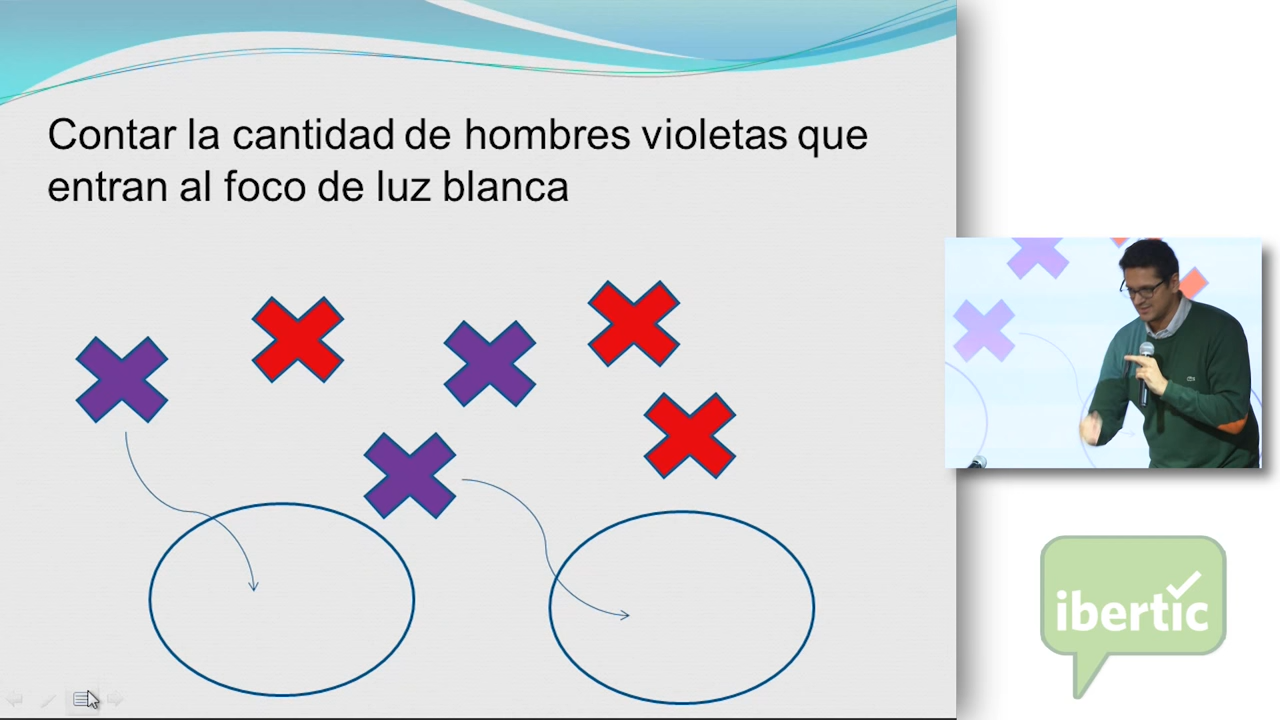 Contar la cantidad de hombres violetas que
entran al foco de luz blanca
ibertic